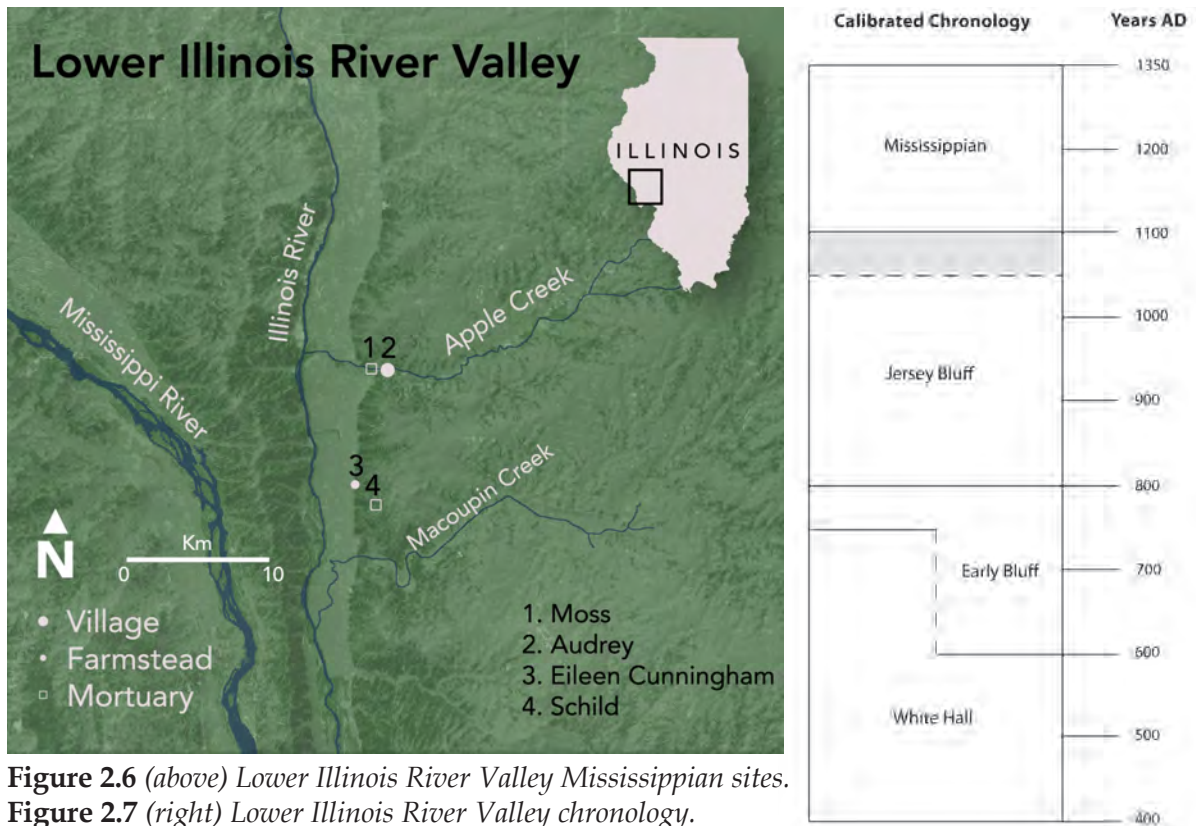 Lower Illinois River Valley
ILLINOIS
Mississippi River
Illinois River
Apple Creek
1 2
3
4
Macoupin Creek
N
Km
0 10
Village
Farmstead
Mortuary
1. Moss
2. Audrey
3. Eileen Cunningham
4. Schild
Figure 2.6 (above) Lower Illinois River Valley Mississippian sites.
Figure 2.7 (right) Lower Illinois River Valley chronology.
Calibrated Chronology Years AD
1350
Mississippian
1200
1100
1000
Jersey Bluff
900
800
Early Bluff
700
600
White Hall
500
400